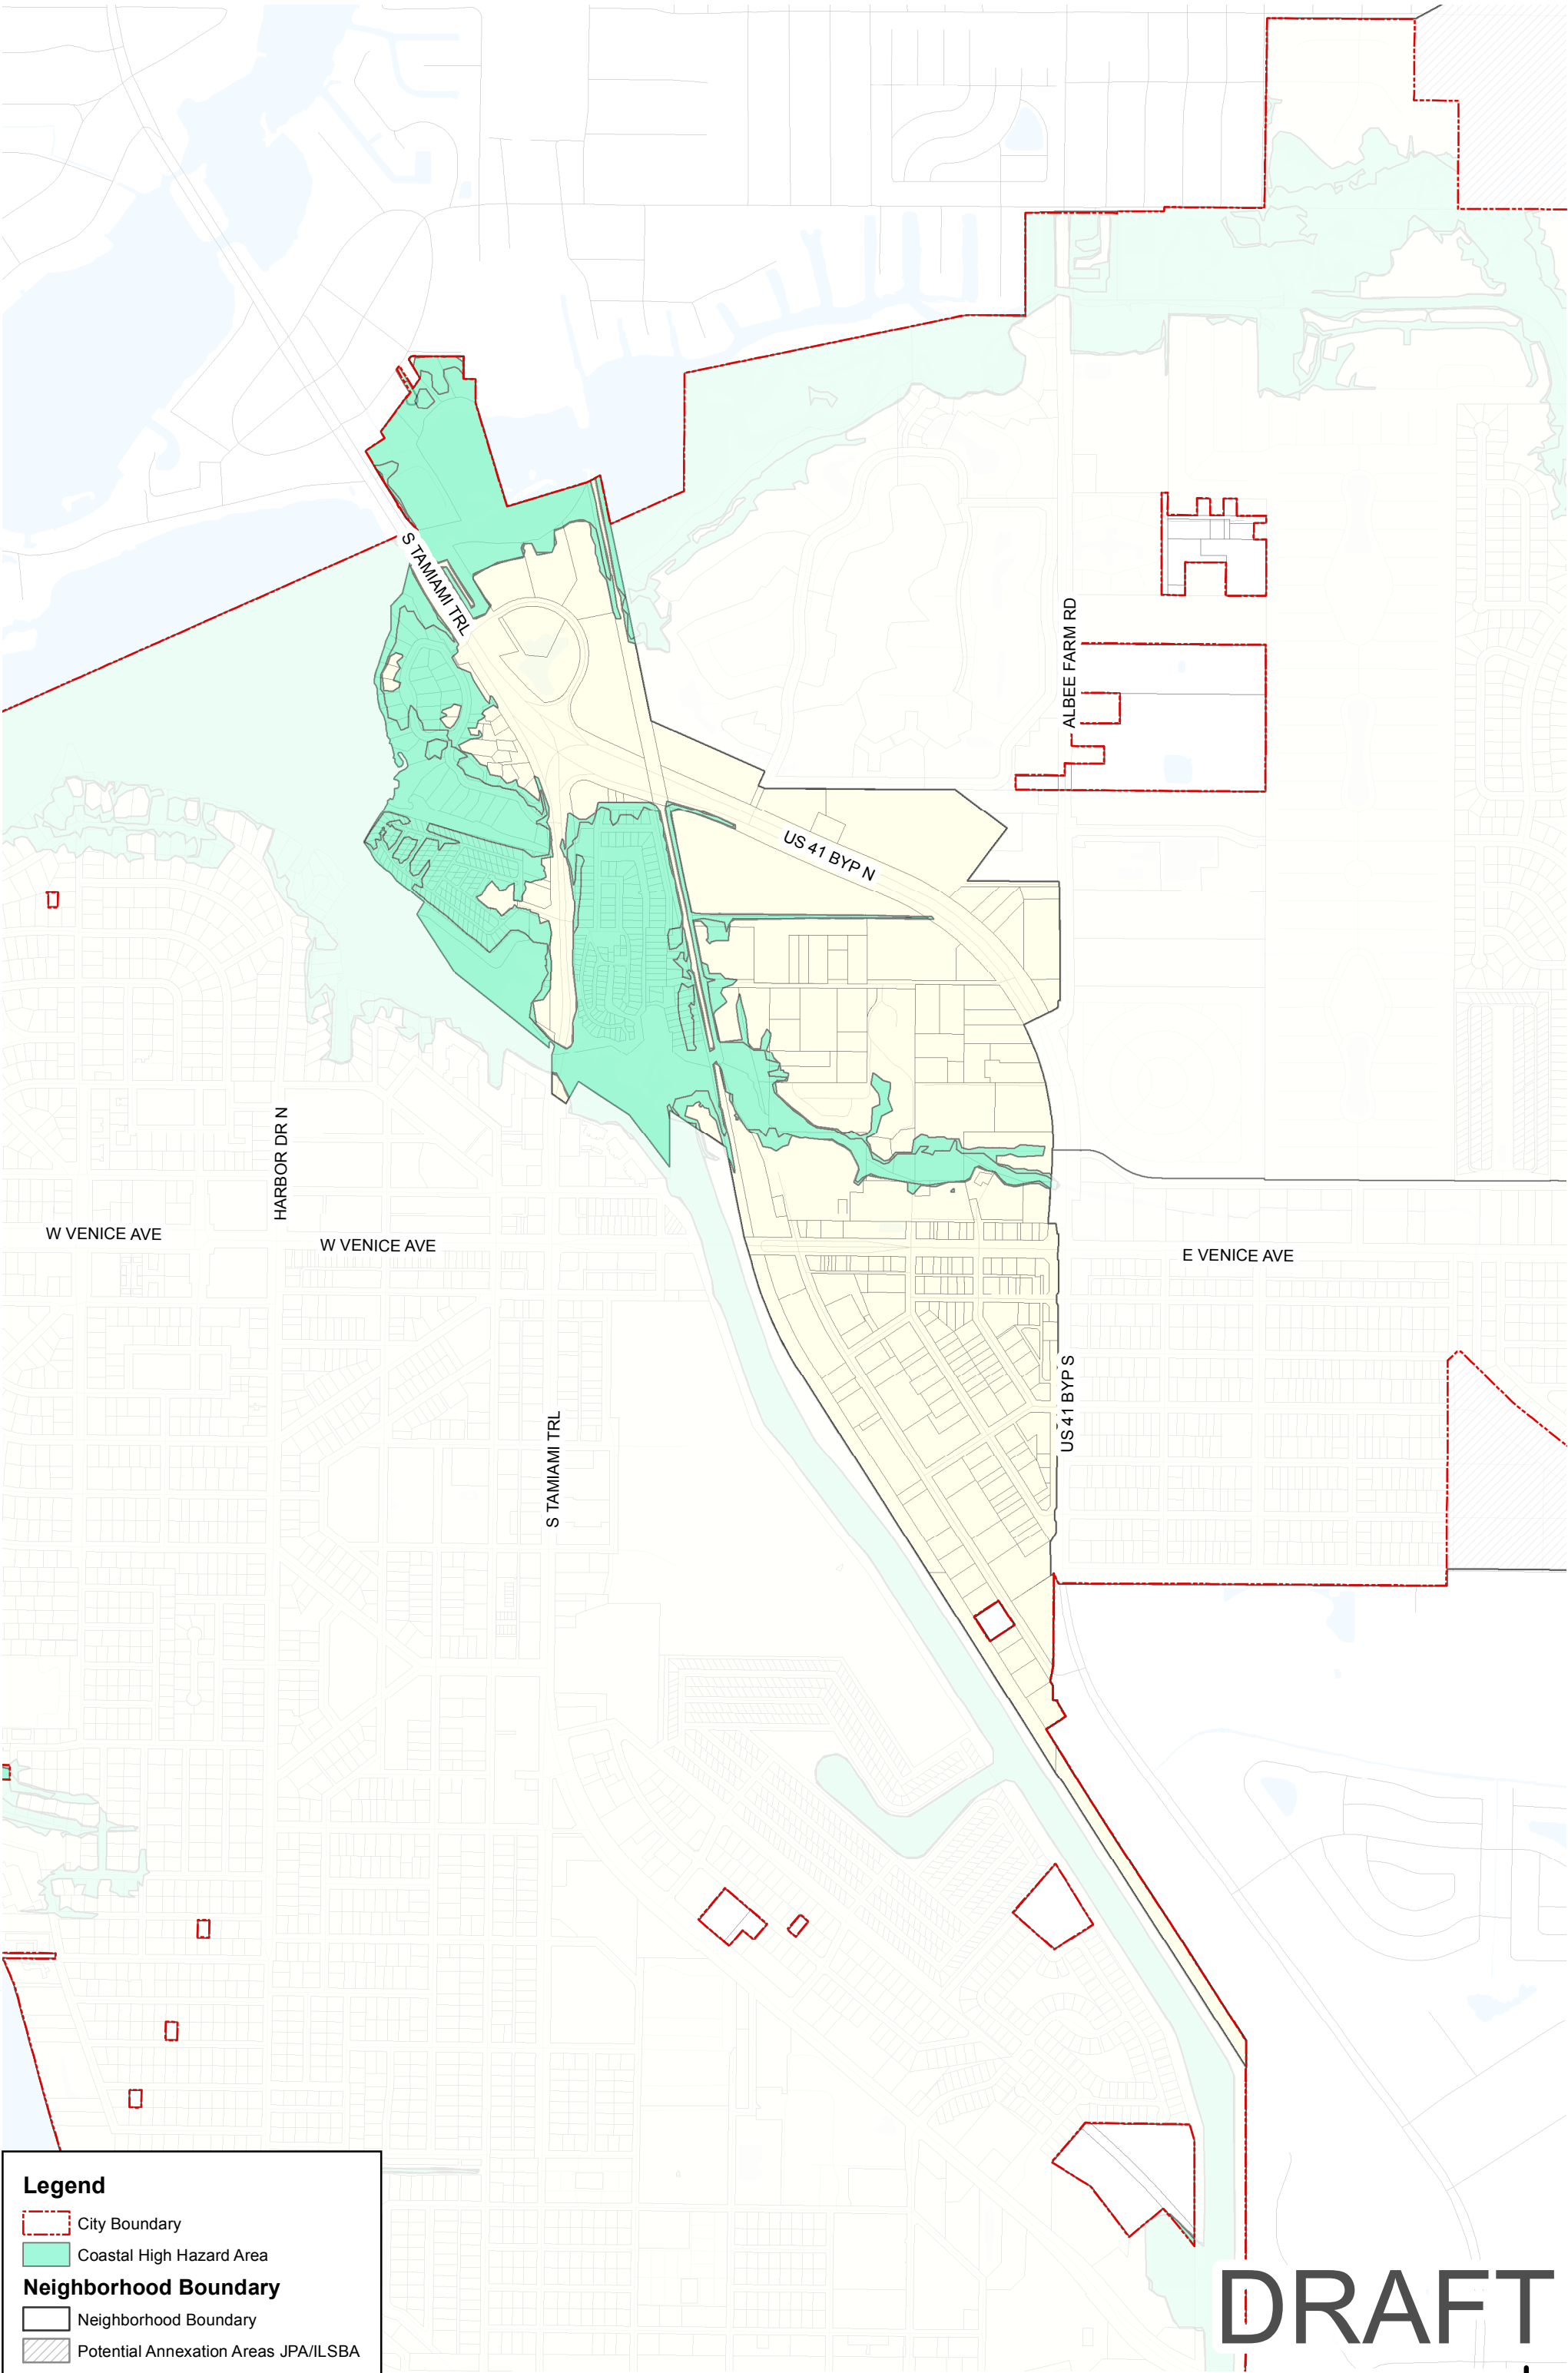 S TAMIAMI TRL
ALBEE FARM RD
US 41 BYP N
HARBOR DR N
W VENICE AVE
W VENICE AVE
E VENICE AVE
US 41 BYP S
S TAMIAMI TRL
Legend
City Boundary
Coastal High Hazard Area
Neighborhood Boundary
Neighborhood Boundary
Potential Annexation Areas JPA/ILSBA
DRAFT